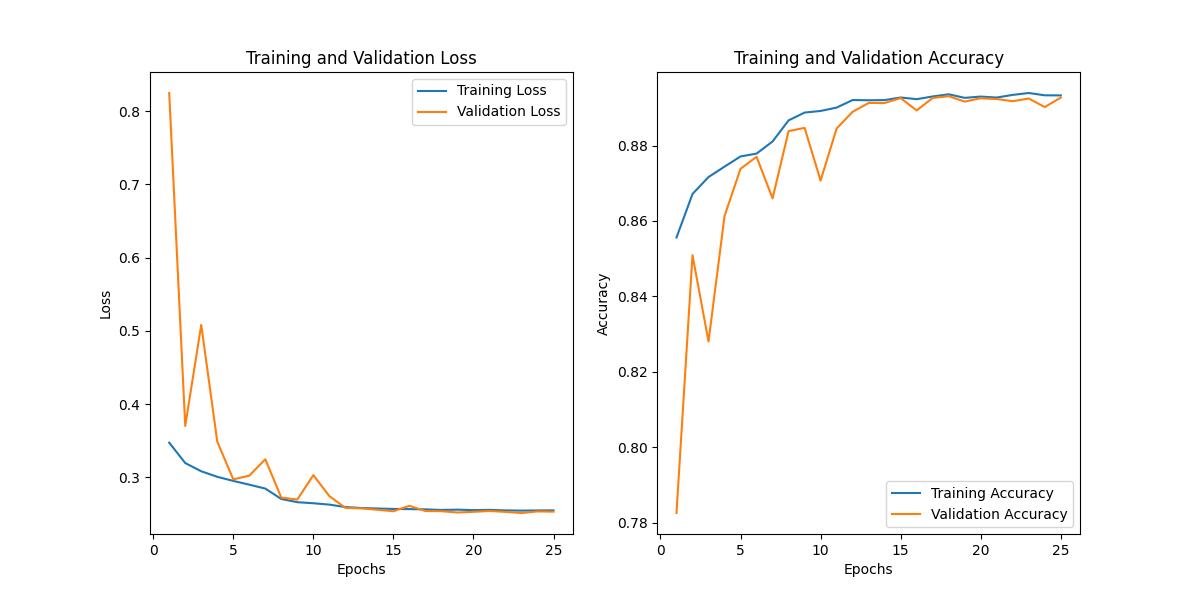 Training and Validation Loss
Training Loss
Validation Loss
0.8
0.7
0.6
0.5
0.4
0.3
Loss
0
5
10
15
20
25
Epochs
Training and Validation Accuracy
0.88
0.86
0.84
0.82
0.80
0.78
Accuracy
Training Accuracy
Validation Accuracy
0
5
10
15
20
25
Epochs